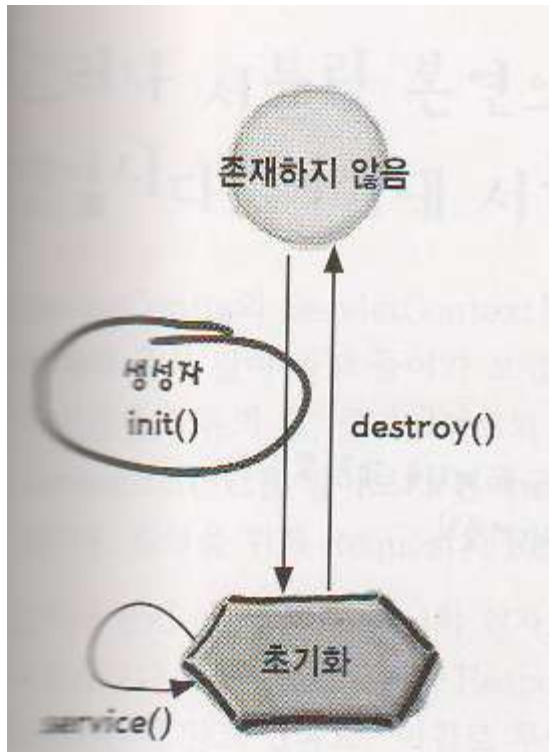 존재하지 않음
생성자
init()
destroy()
초기화
service()